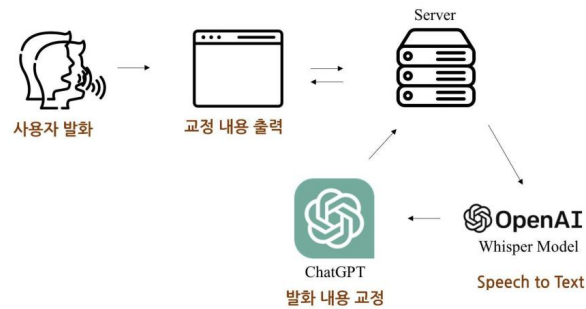 Server
사용자 발화
교정 내용 출력
OpenAI
Whisper Model
Speech to Text
ChatGPT
발화 내용 교정